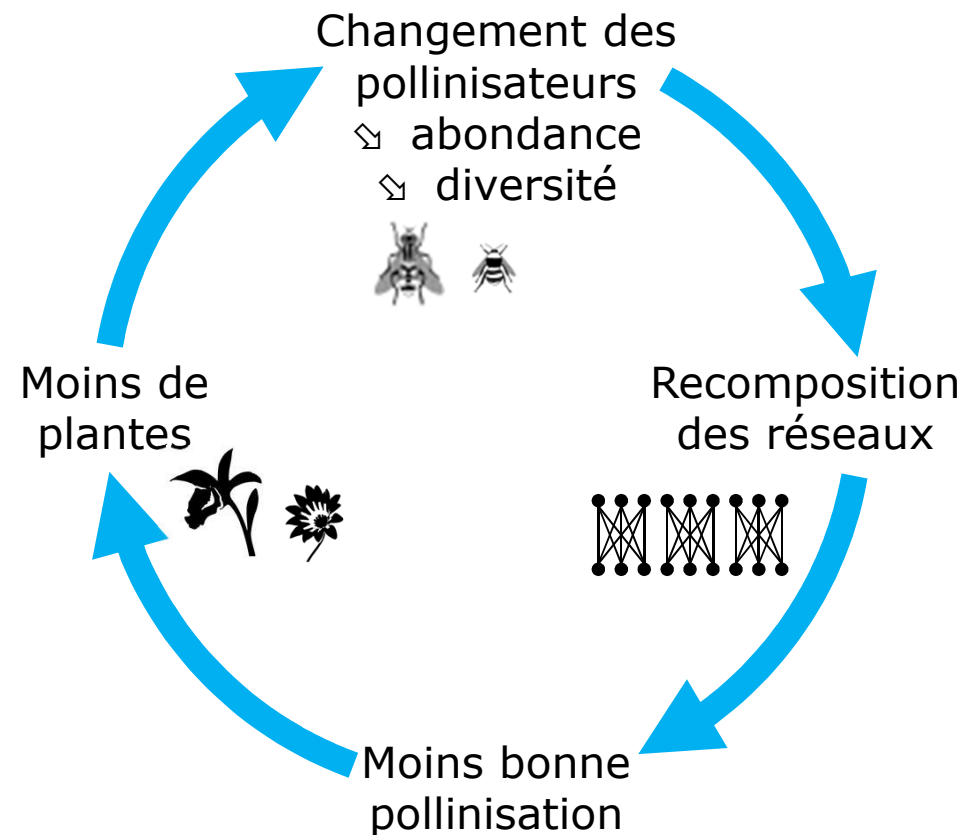 Changement des
pollinisateurs
⇘ abondance
⇘ diversité
Recomposition
des réseaux
Moins bonne
pollinisation
Moins de
plantes